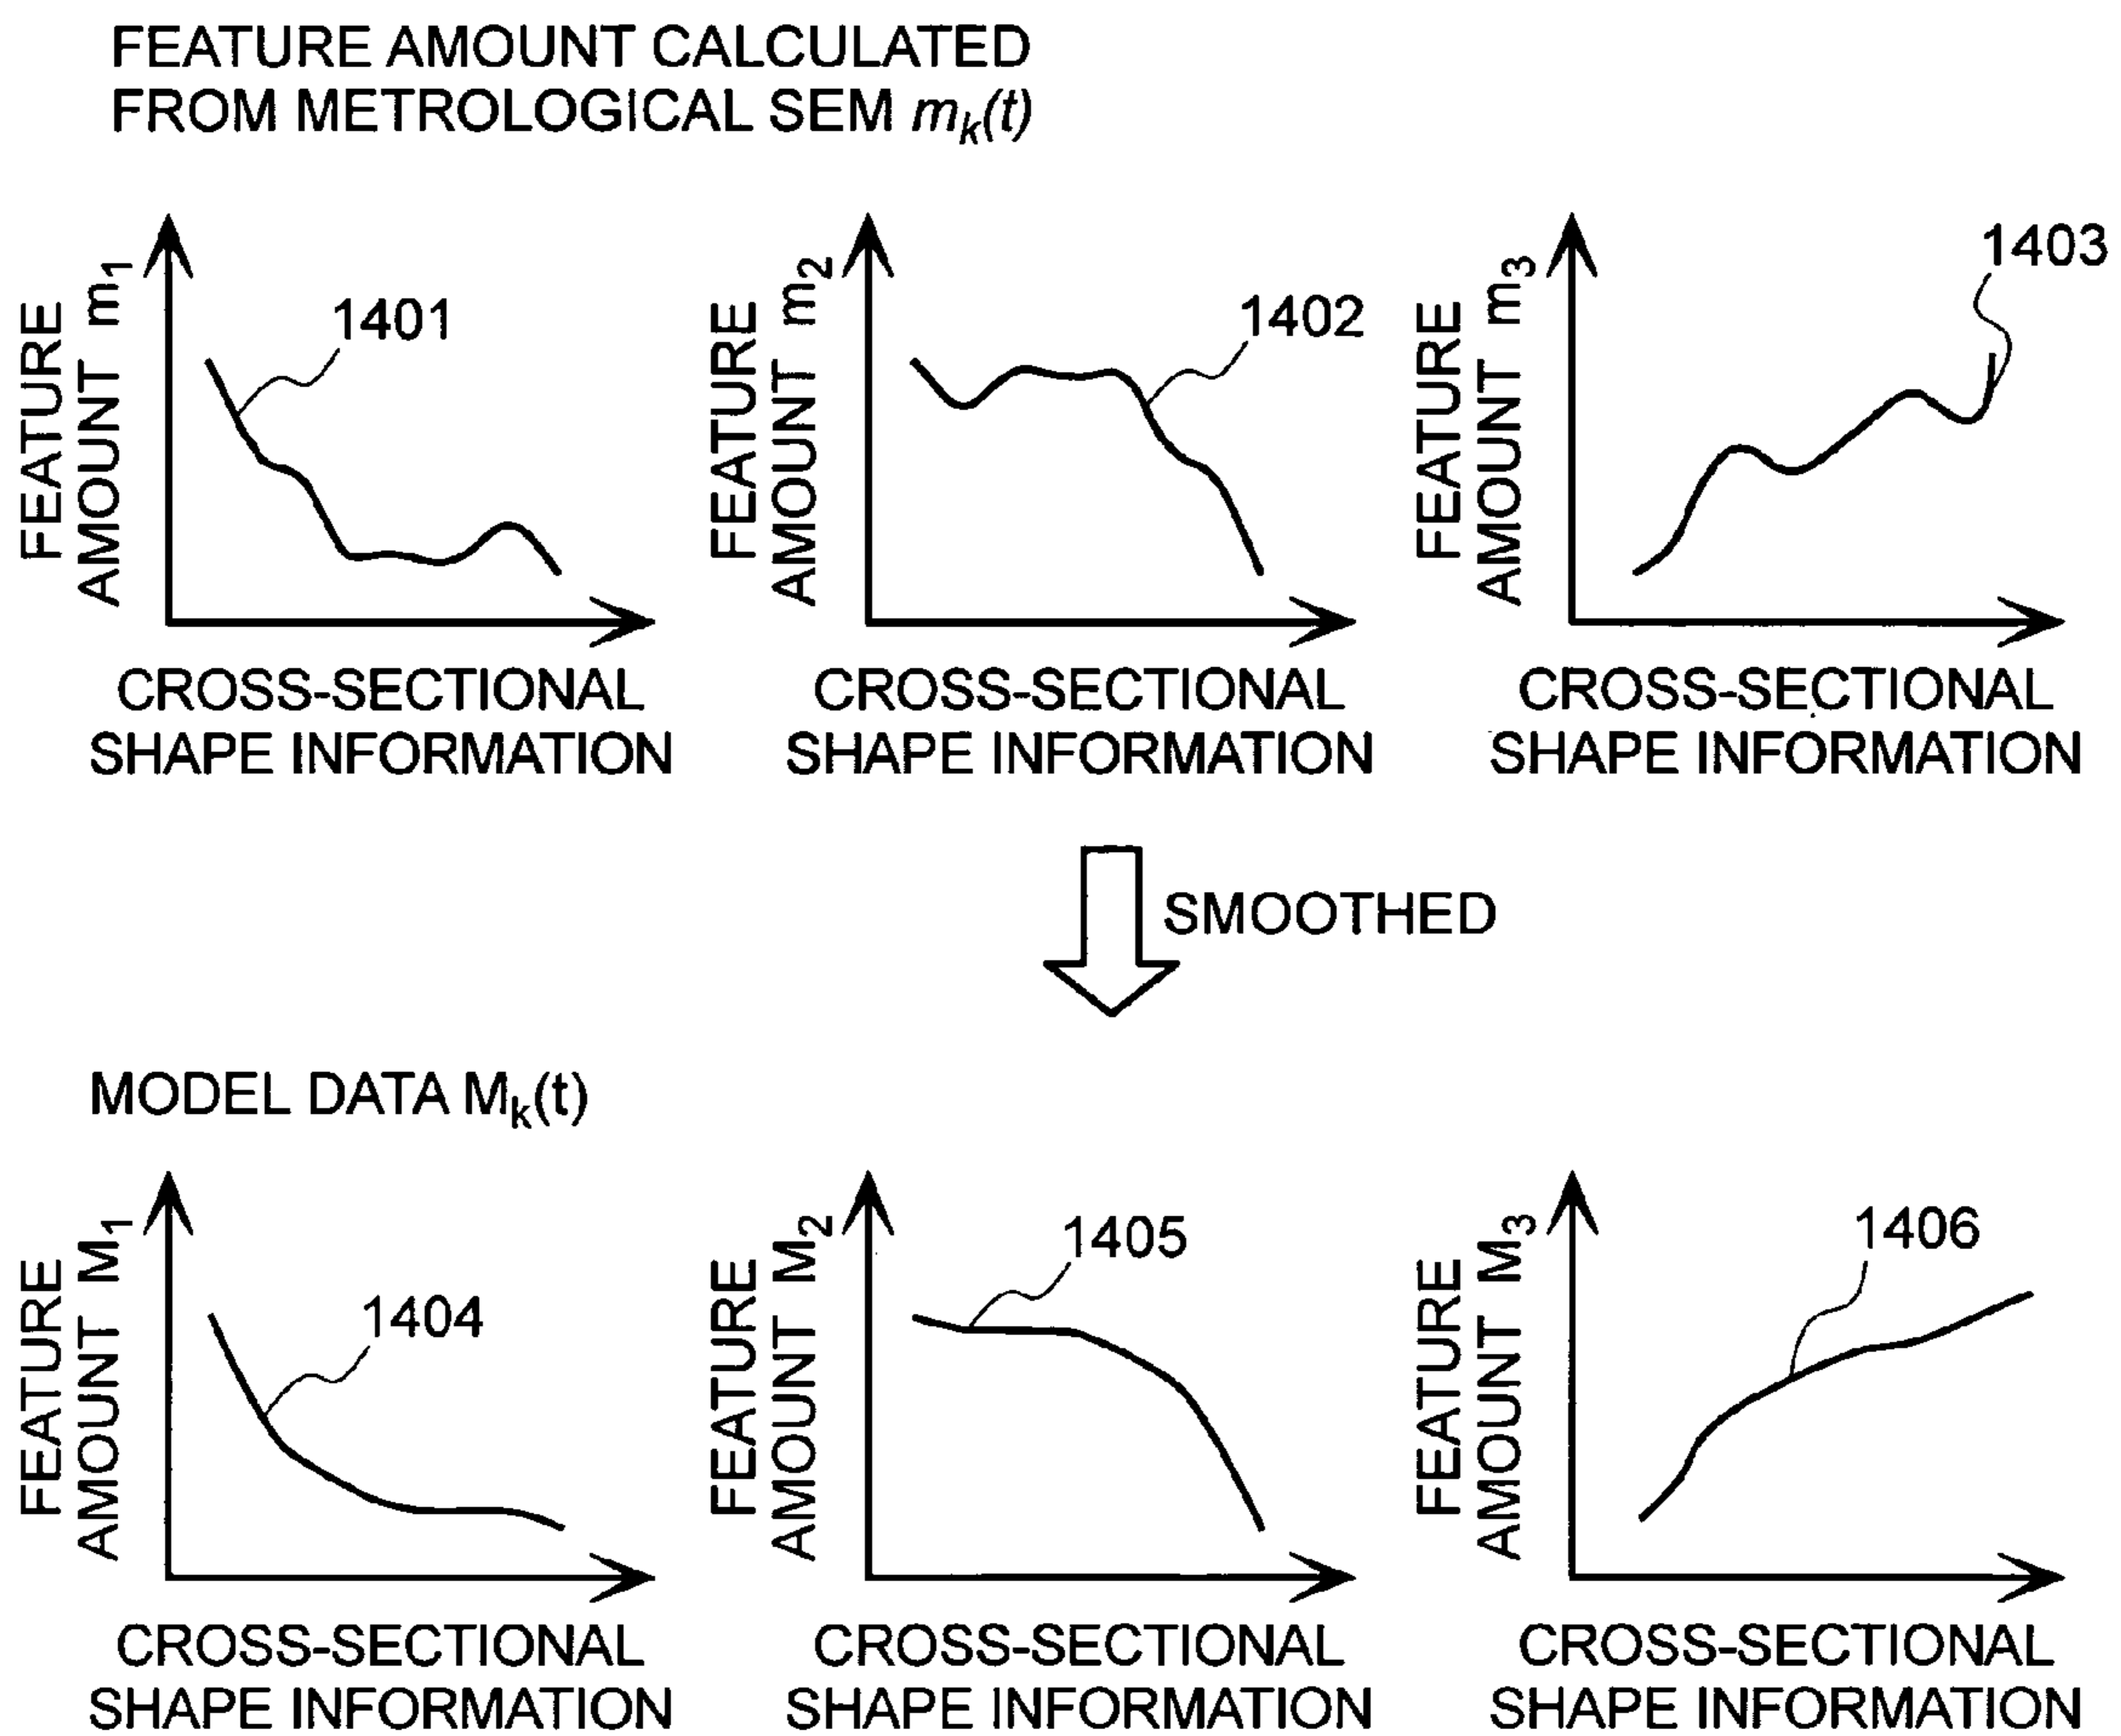 FEATURE AMOUNT CALCULATED
FROM METROLOGICAL SEM mk(t)
FEATURE
AMOUNT m1
1401
CROSS-SECTIONAL
SHAPE INFORMATION
FEATURE
AMOUNT m2
1402
CROSS-SECTIONAL
SHAPE INFORMATION
FEATURE
AMOUNT m3
1403
CROSS-SECTIONAL
SHAPE INFORMATION
SMOOTHED
MODEL DATA Mk(t)
FEATURE
AMOUNT M1
1404
CROSS-SECTIONAL
SHAPE INFORMATION
FEATURE
AMOUNT M2
1405
CROSS-SECTIONAL
SHAPE INFORMATION
FEATURE
AMOUNT M3
1406
CROSS-SECTIONAL
SHAPE INFORMATION